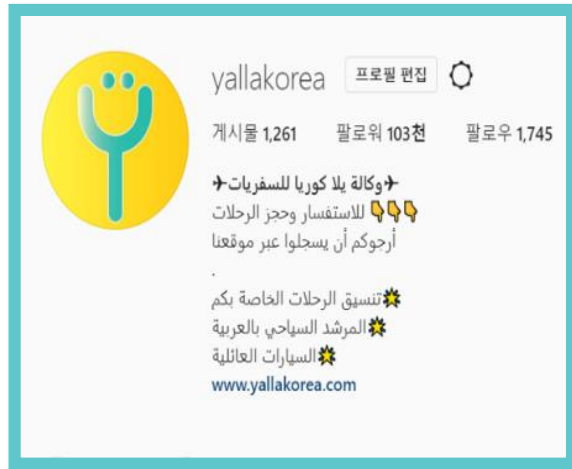 yallakorea 프로필 편집
게시물 1,261 팔로워 103천 팔로우 1,745
✈وكالة يلا كوريا للسفريات✈
👇👇👇 للاستفسار وحجز الرحلات
أرجوكم أن يسجلوا عبر موقعنا
.
🌟تنسيق الرحلات الخاصة بكم
🌟المرشد السياحي بالعربية
🌟السيارات العائلية
www.yallakorea.com